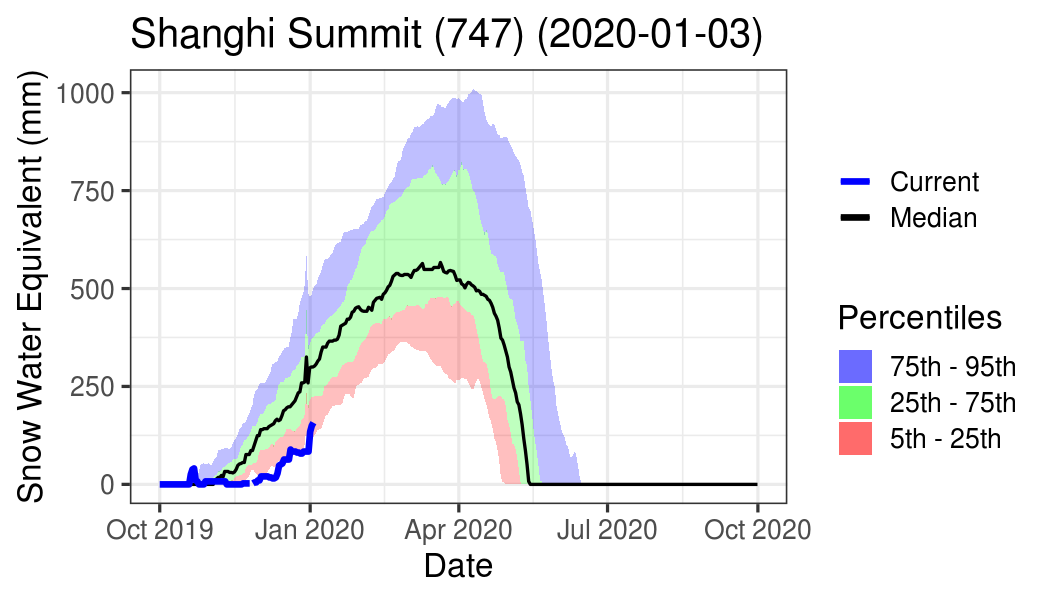 Shanghi Summit (747) (2020-01-03)
Snow Water Equivalent (mm)
1000
750
500
250
0
Oct 2019
Jan 2020
Apr 2020
Jul 2020
Oct 2020
Date
Current
Median
Percentiles
75th - 95th
25th - 75th
5th - 25th